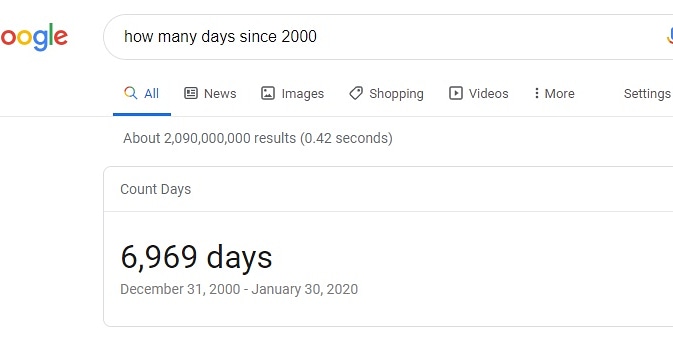 oogle
how many days since 2000
All News Images Shopping Videos More Settings
About 2,090,000,000 results (0.42 seconds)
Count Days
6,969 days
December 31, 2000 - January 30, 2020